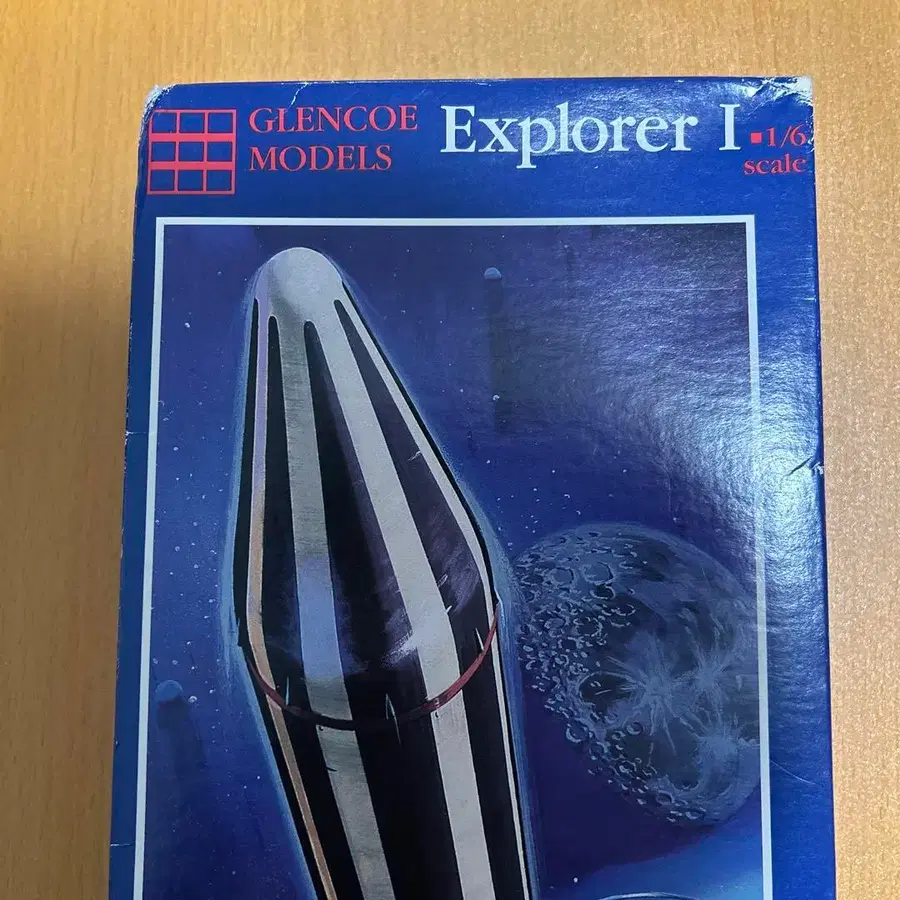 GLENCOE
MODELS
Explorer I
▪1/6
scale